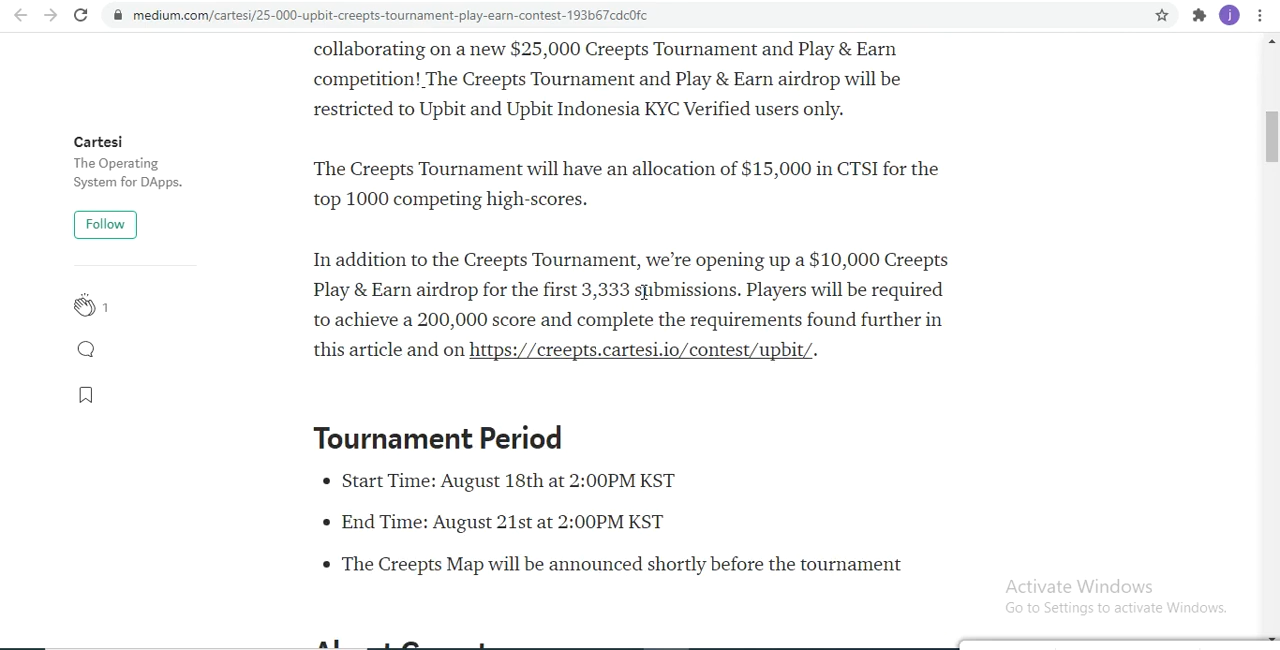 medium.com/cartesi/25-000-upbit-creepts-tournament-play-earn-contest-193b67cdc0fc
j
collaborating on a new $25,000 Creepts Tournament and Play & Earn
competition! The Creepts Tournament and Play & Earn airdrop will be
restricted to Upbit and Upbit Indonesia KYC Verified users only.
Cartesi
The Operating
System for DApps.
Follow
1
The Creepts Tournament will have an allocation of $15,000 in CTSI for the
top 1000 competing high-scores.
In addition to the Creepts Tournament, we’re opening up a $10,000 Creepts
Play & Earn airdrop for the first 3,333 submissions. Players will be required
to achieve a 200,000 score and complete the requirements found further in
this article and on https://creepts.cartesi.io/contest/upbit/.
Tournament Period
• Start Time: August 18th at 2:00PM KST
• End Time: August 21st at 2:00PM KST
• The Creepts Map will be announced shortly before the tournament
Activate Windows
Go to Settings to activate Windows.